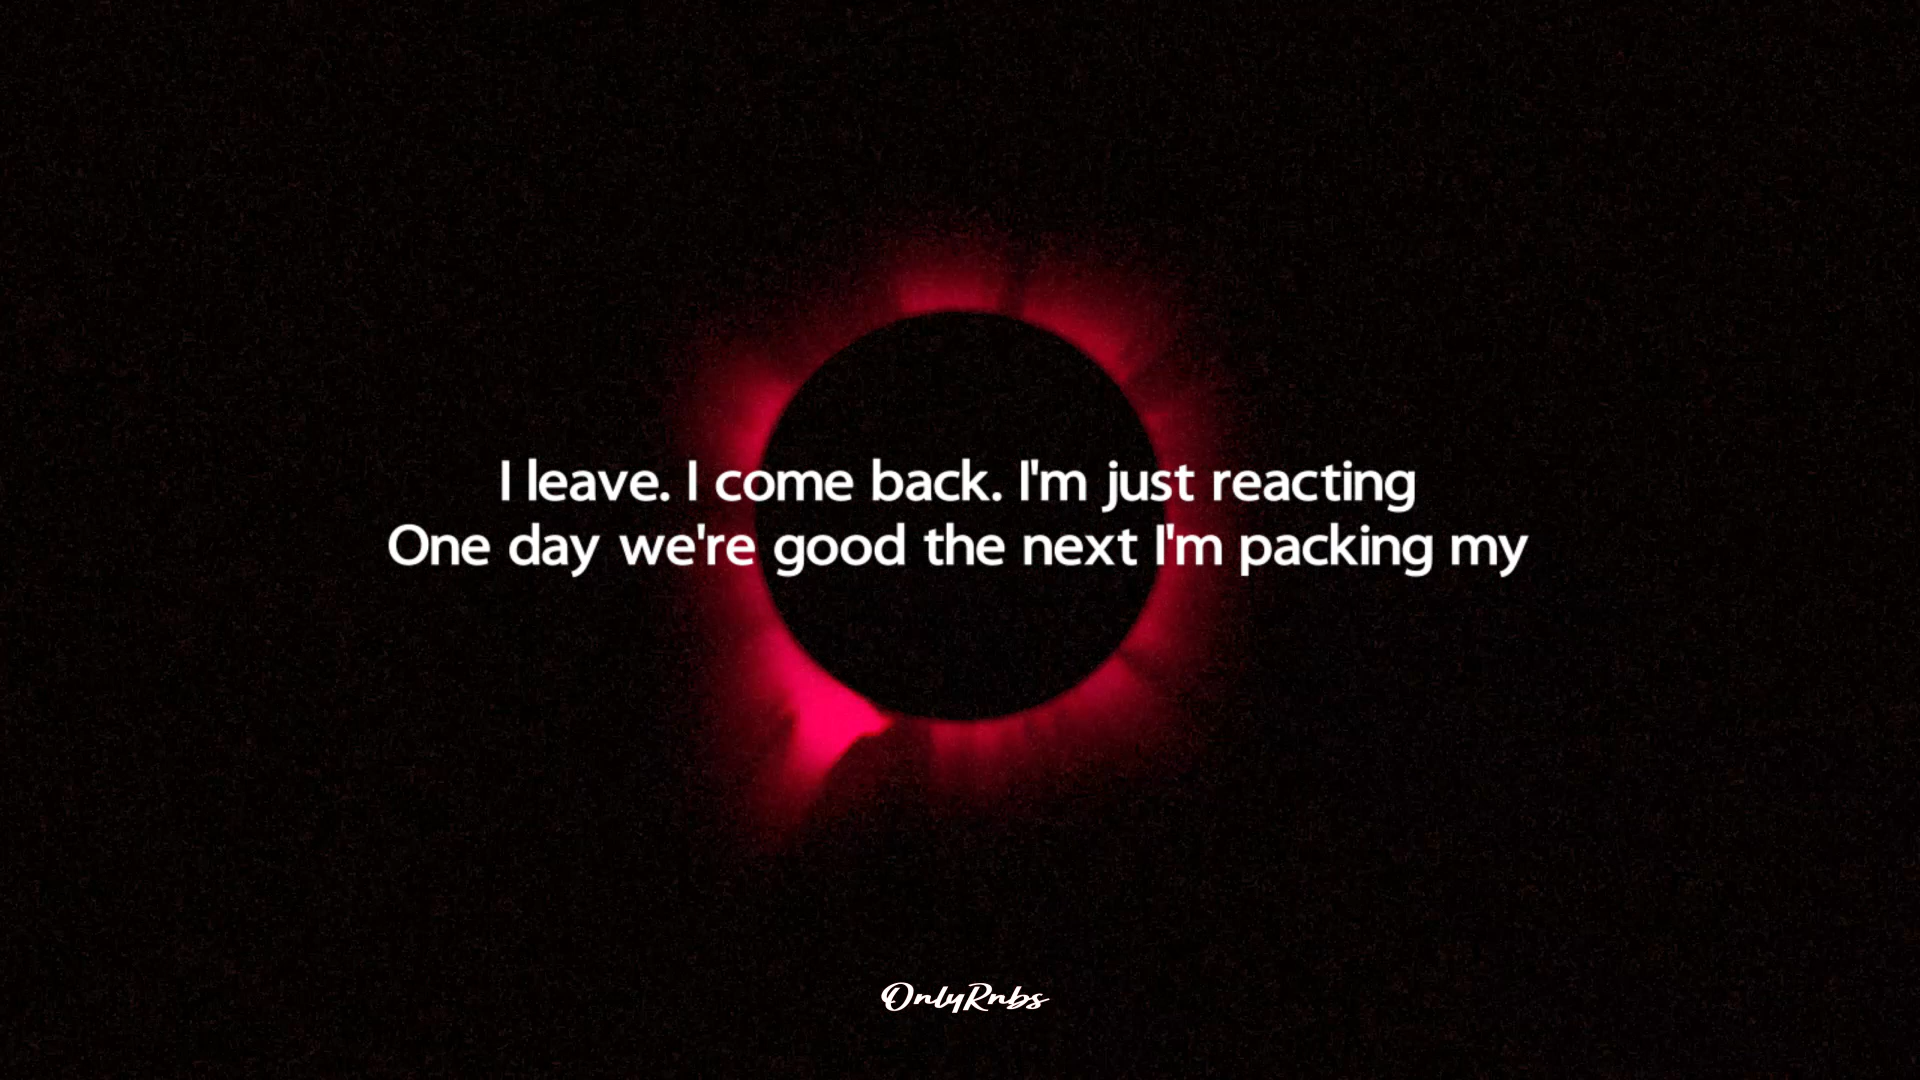 I leave. I come back. I'm just reacting
One day we're good the next I'm packing my
OnlyRnbs